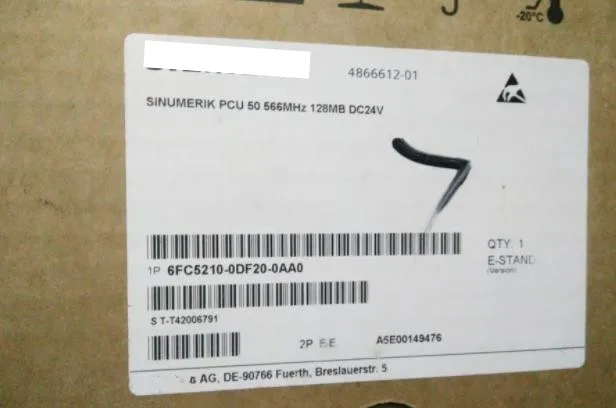 -20°C
4866612-01
SINUMERIK PCU 50 566MHz 128MB DC24V
QTY. 1
1P 6FC5210-0DF20-0AA0
E-STAND
(Version)
S T-T42006791
2P A5E00149476
AG, DE-90766 Fuerth, Breslauerstr. 5